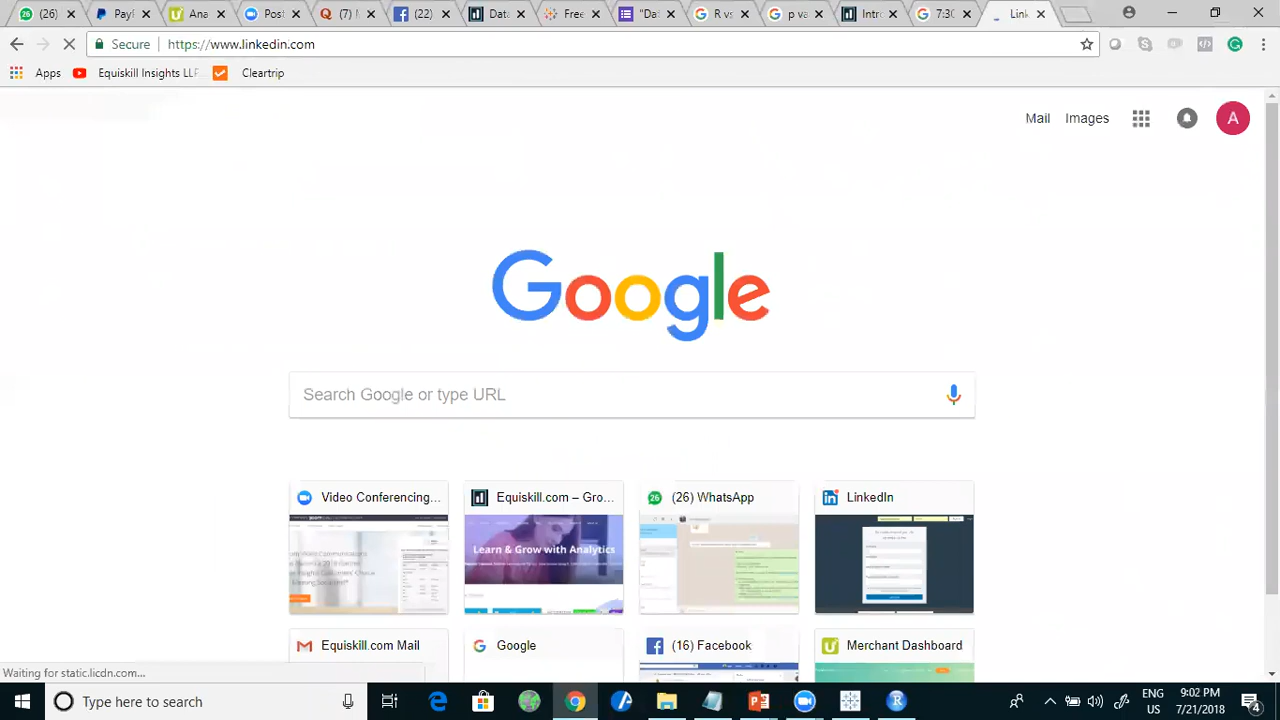 (26) Payl Ana Post (7) (22) Dat Free "Da t vs p va Intro 7:30 Link
Secure https://www.linkedin.com
Apps Equiskill Insights LLP Cleartrip
Mail Images A
Google
Search Google or type URL
Video Conferencing... Equiskill.com – Gro... (26) WhatsApp LinkedIn
Learn & Grow with Analytics
Equiskill.com Mail Google (16) Facebook Merchant Dashboard
Waiting for static.licdn.com...
Type here to search
ENG 9:02 PM
US 7/21/2018
4